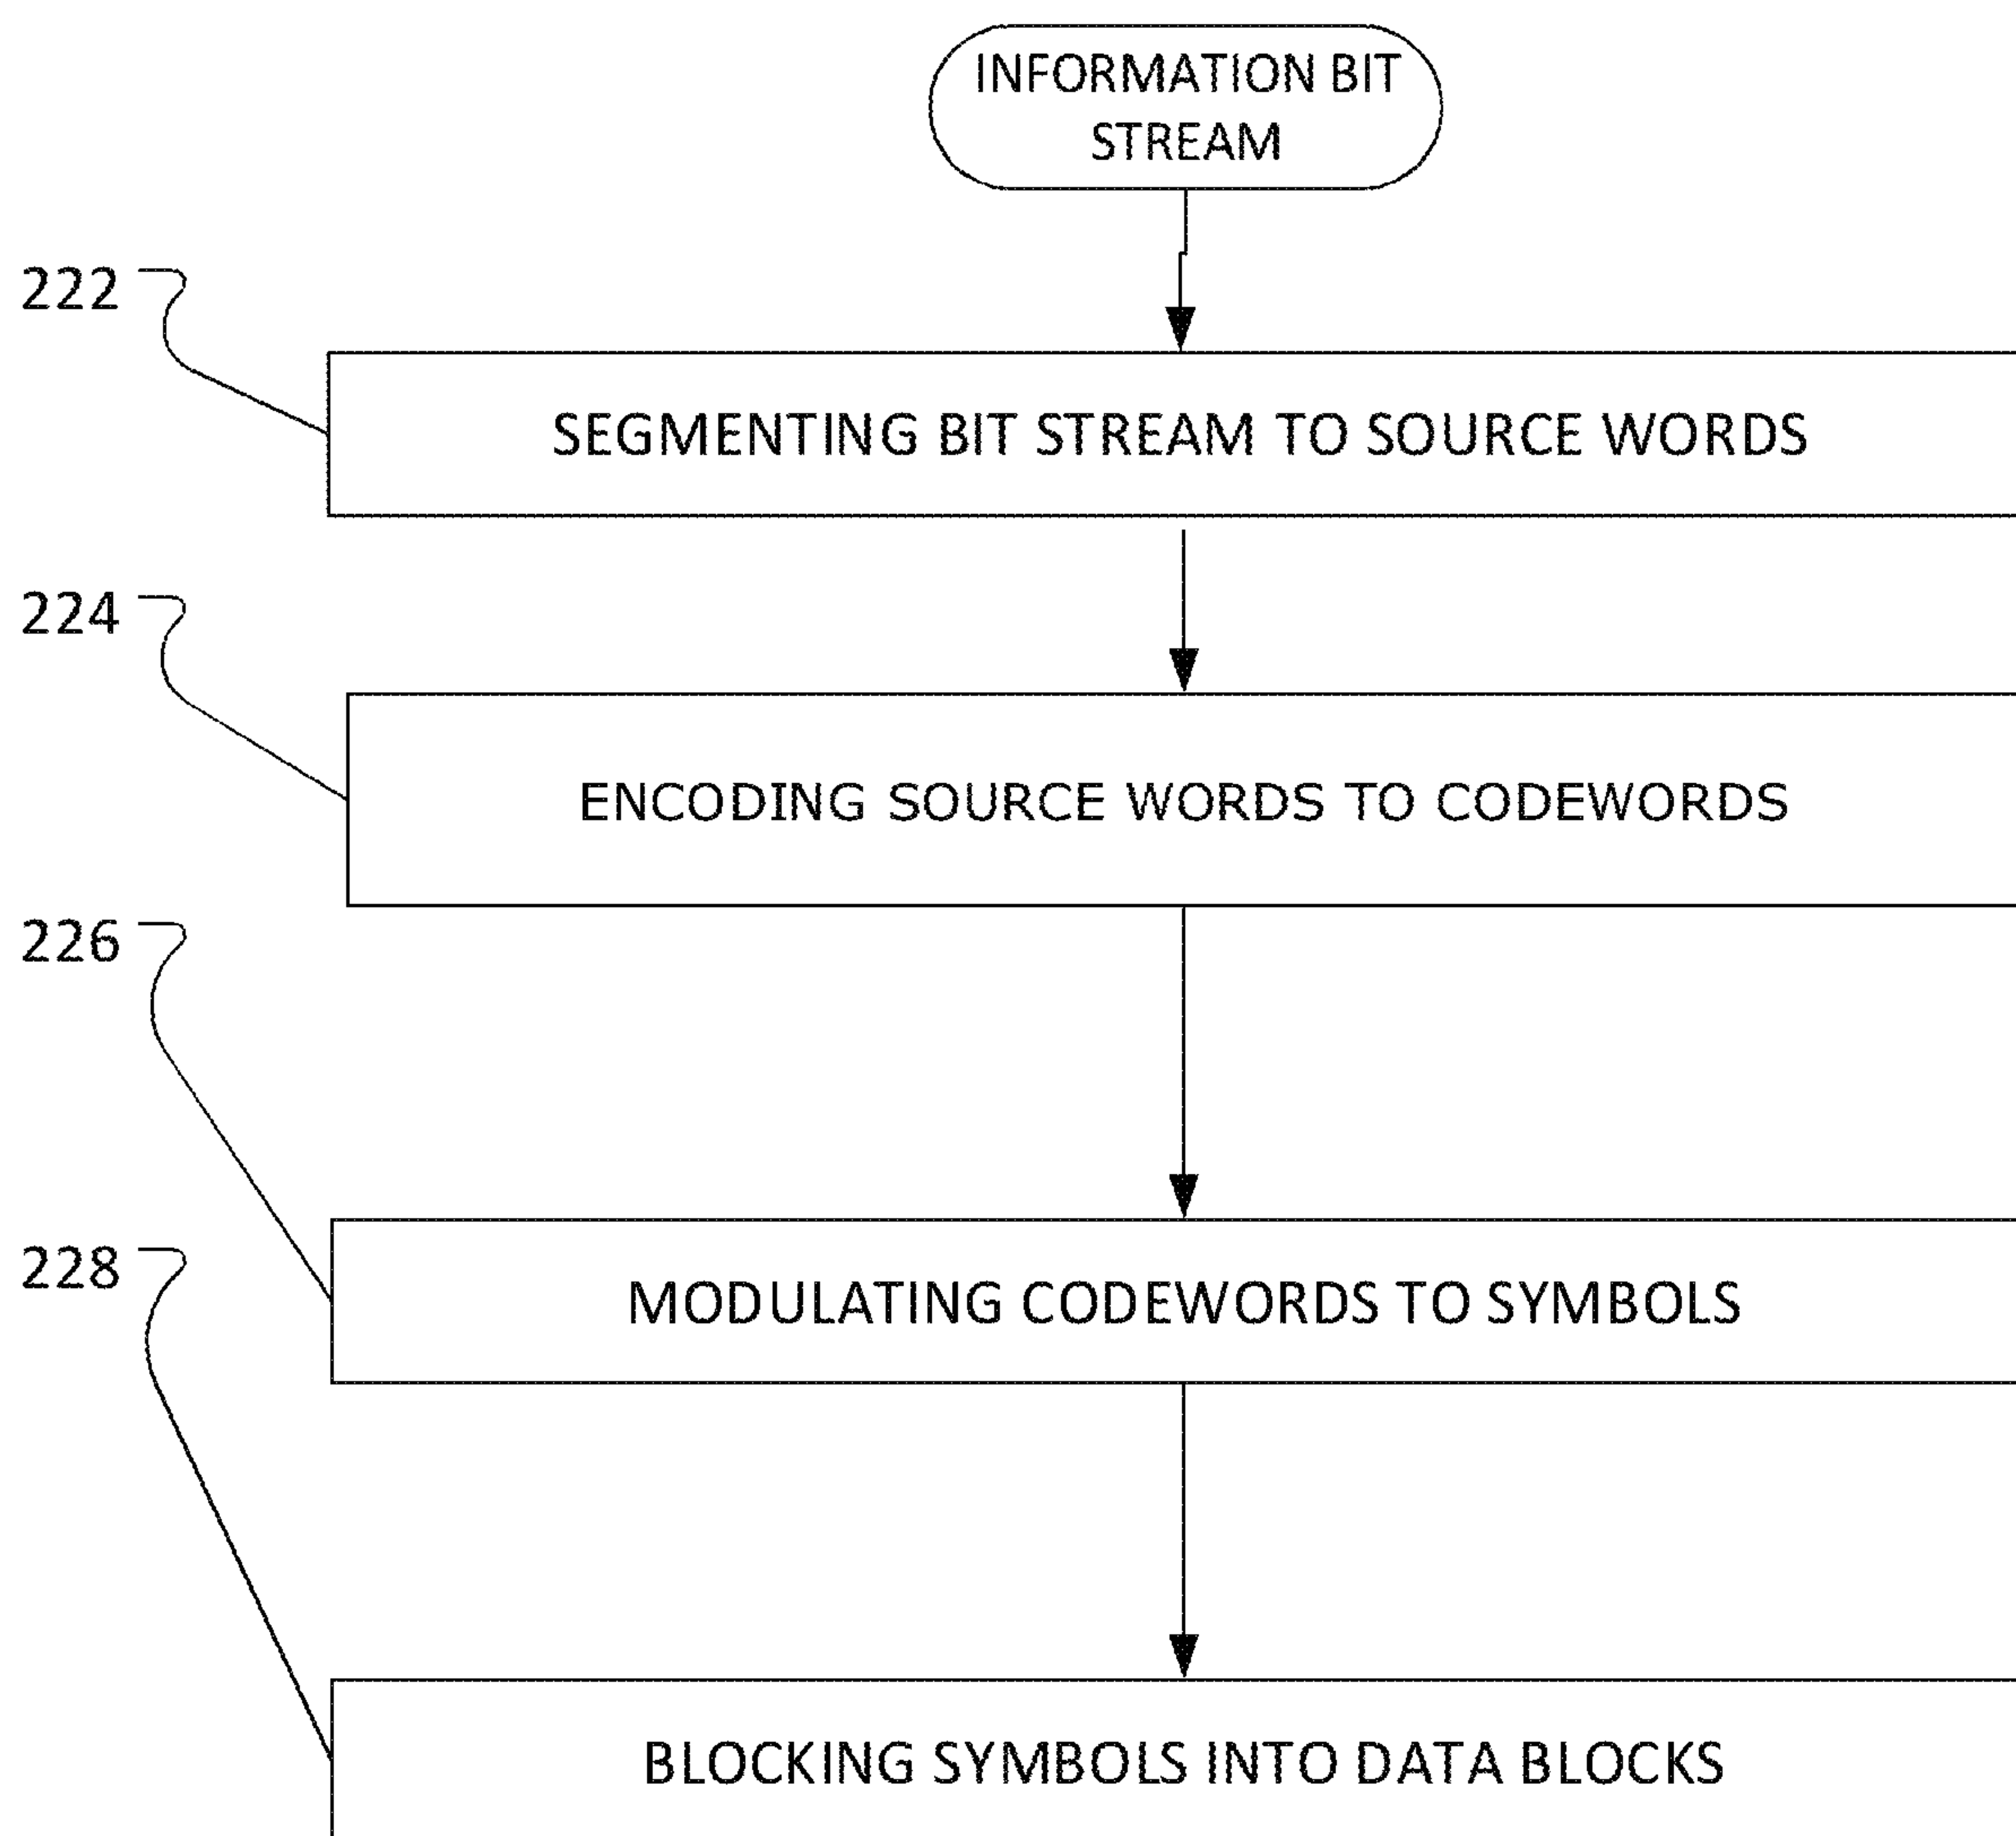 INFORMATION BIT
STREAM
222
SEGMENTING BIT STREAM TO SOURCE WORDS
224
ENCODING SOURCE WORDS TO CODEWORDS
226
MODULATING CODEWORDS TO SYMBOLS
228
BLOCKING SYMBOLS INTO DATA BLOCKS